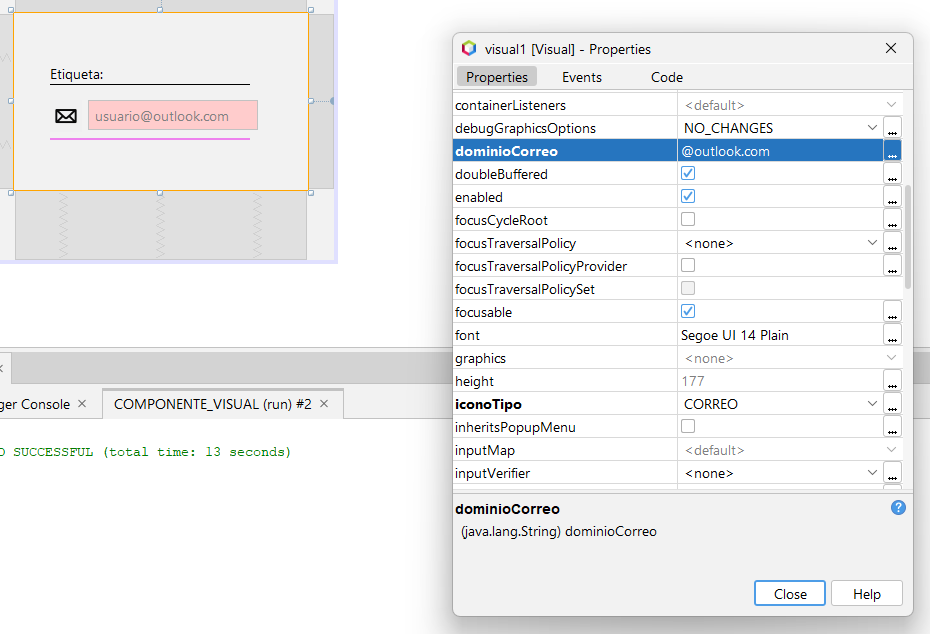 Etiqueta:
usuario@outlook.com
ger Console ×
COMPONENTE_VISUAL (run) #2 ×
SUCCESSFUL (total time: 13 seconds)
visual1 [Visual] - Properties
Properties Events Code
containerListeners <default>
debugGraphicsOptions NO_CHANGES ...
dominioCorreo @outlook.com ...
doubleBuffered ...
enabled ...
focusCycleRoot ...
focusTraversalPolicy <none> ...
focusTraversalPolicyProvider ...
focusTraversalPolicySet
focusable ...
font Segoe UI 14 Plain ...
graphics <none>
height 177 ...
iconoTipo CORREO ...
inheritsPopupMenu ...
inputMap <default>
inputVerifier <none> ...
dominioCorreo ?
(java.lang.String) dominioCorreo
Close Help